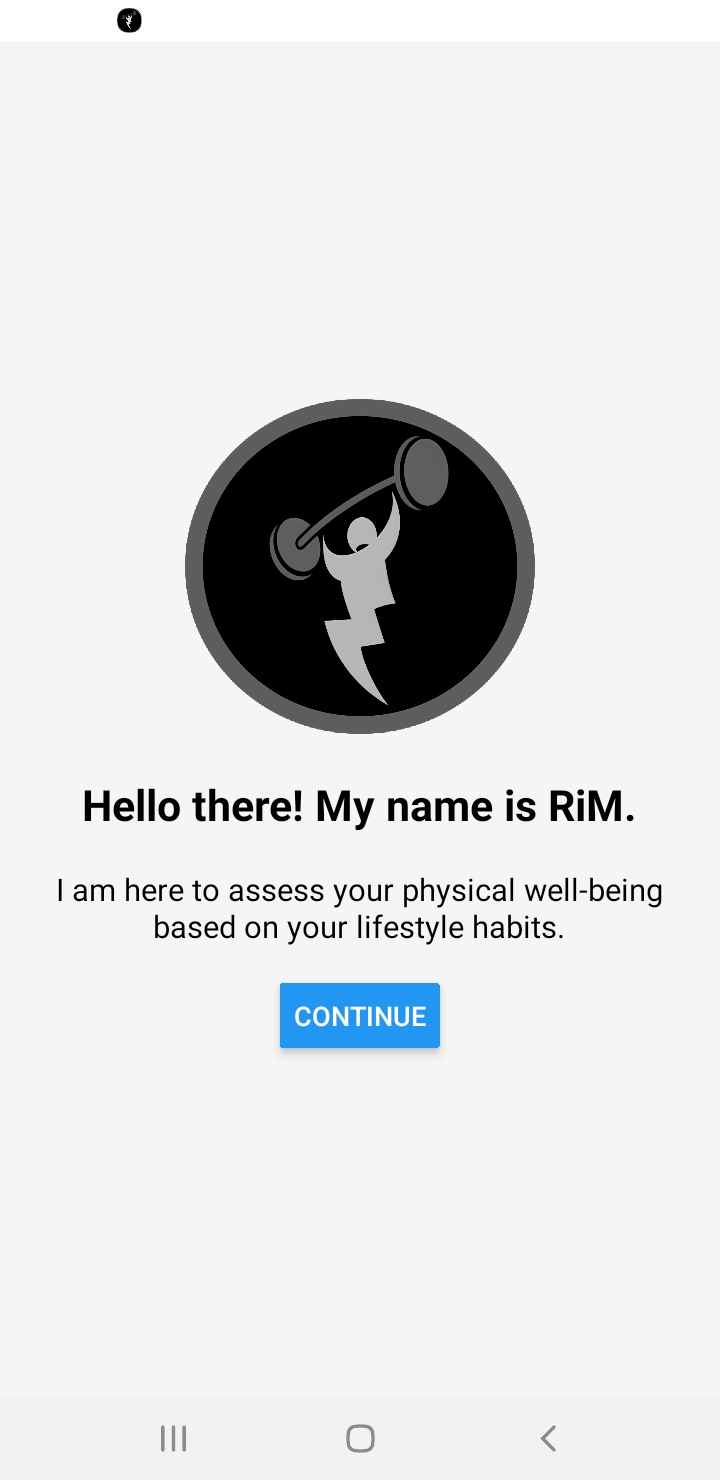 Hello there! My name is RiM.
I am here to assess your physical well-being
based on your lifestyle habits.
CONTINUE